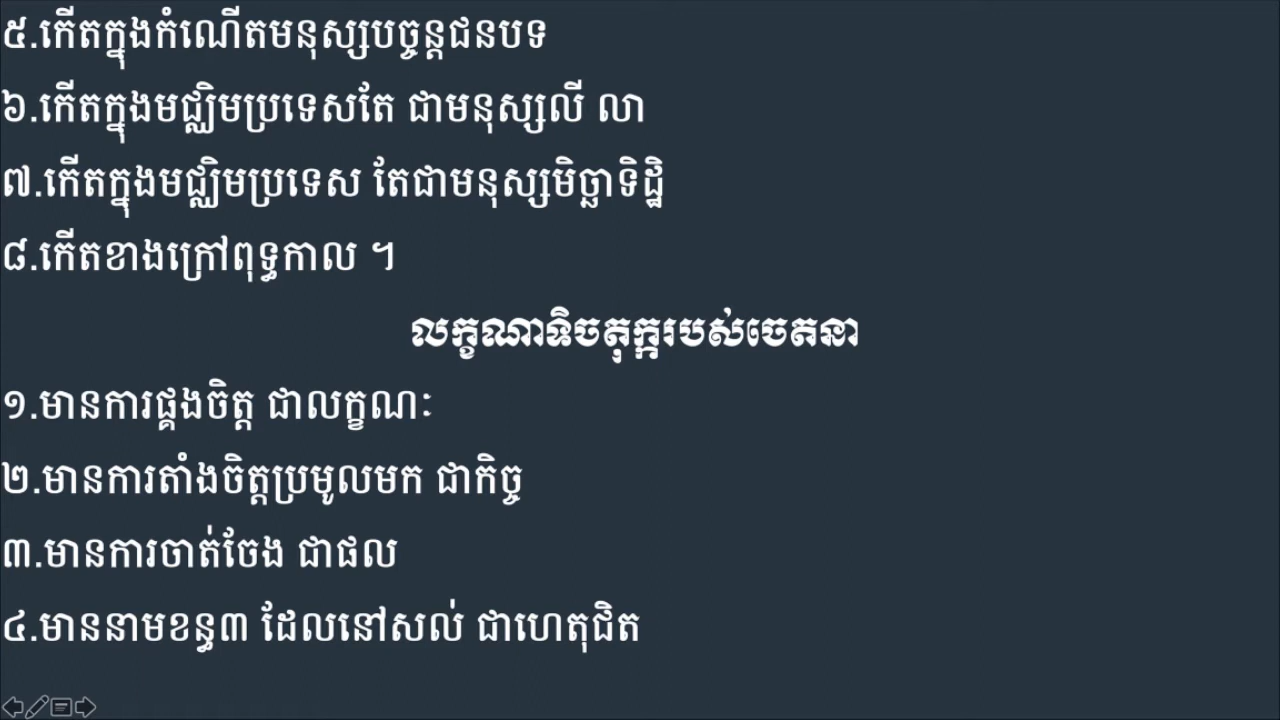 ៥.កើតក្នុងកំណើតមនុស្សបច្ចន្តជនបទ
៦.កើតក្នុងមជ្ឈិមប្រទេសតែ ជាមនុស្សលី លា
៧.កើតក្នុងមជ្ឈិមប្រទេស តែជាមនុស្សមិច្ឆាទិដ្ឋិ
៨.កើតខាងក្រៅពុទ្ធកាល ។
លក្ខណាទិចតុក្ករបស់ចេតនា
១.មានការផ្គងចិត្ត ជាលក្ខណៈ
២.មានការតាំងចិត្តប្រមូលមក ជាកិច្ច
៣.មានការចាត់ចែង ជាផល
៤.មាននាមខន្ធ៣ ដែលនៅសល់ ជាហេតុជិត